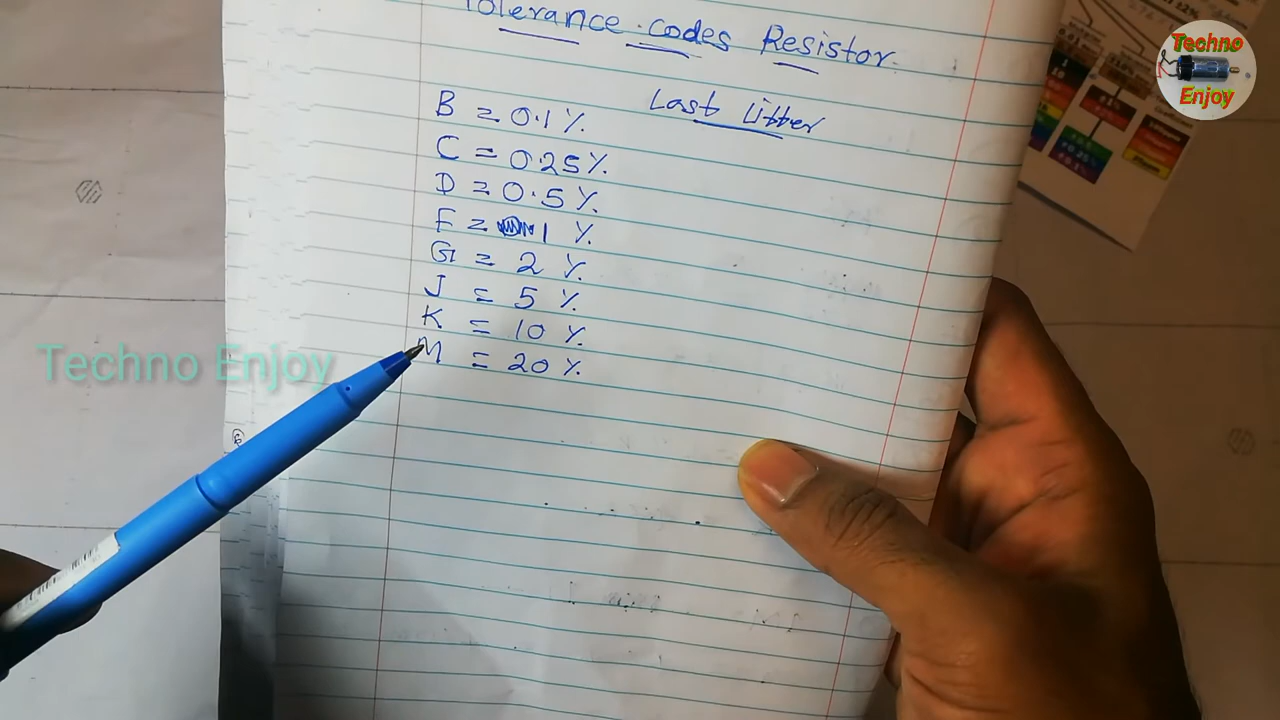 Tolerance codes Resistor
Last Litter
B = 0.1 %
C = 0.25 %
D = 0.5 %
F = 1 %
G = 2 %
J = 5 %
K = 10 %
M = 20 %
Techno Enjoy
Techno
Enjoy